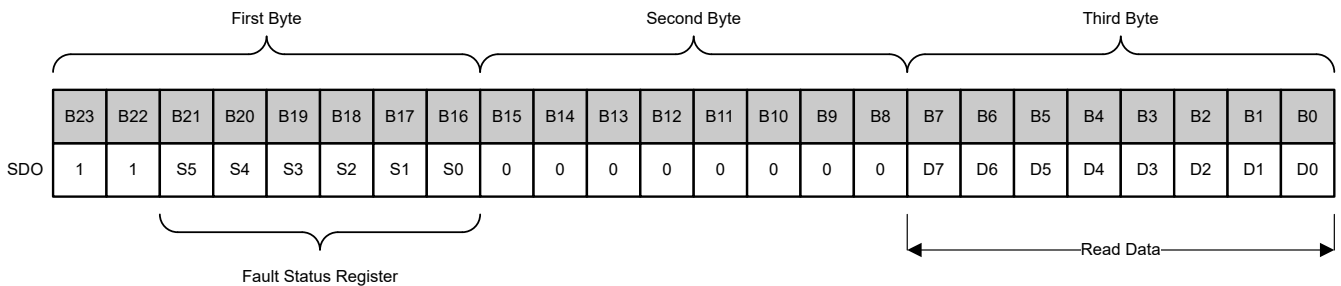 First Byte Second Byte Third Byte
B23 B22 B21 B20 B19 B18 B17 B16 B15 B14 B13 B12 B11 B10 B9 B8 B7 B6 B5 B4 B3 B2 B1 B0
SDO 1 1 S5 S4 S3 S2 S1 S0 0 0 0 0 0 0 0 0 D7 D6 D5 D4 D3 D2 D1 D0
Read Data
Fault Status Register